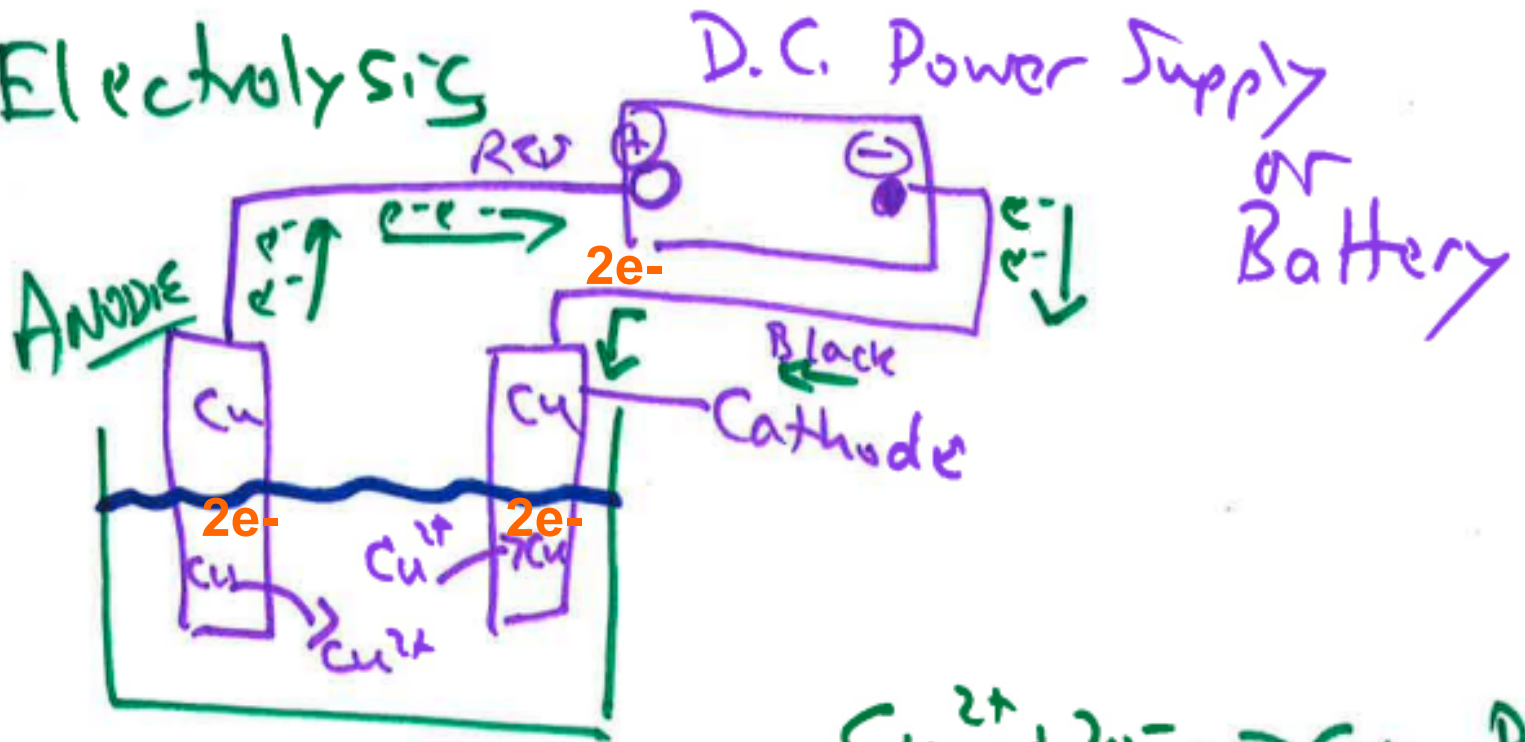 Electrolysis
D.C. Power Supply
or
Battery
RED
+
-
e- e-
e-
e-
e-
e-
2e-
ANODE
Black
Cathode
Cu
Cu
2e-
2e-
Cu
Cu2+
Cu2+
Cu